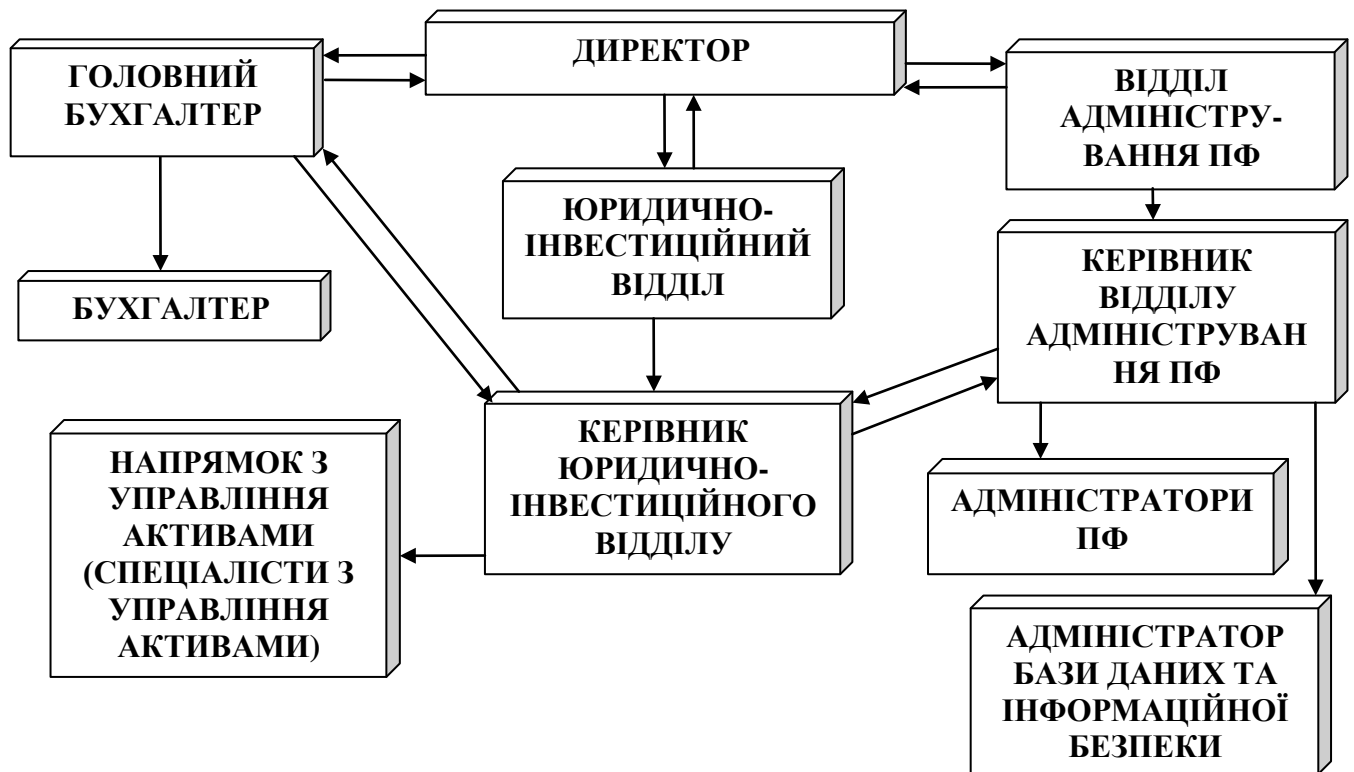 ДИРЕКТОР
ГОЛОВНИЙ
БУХГАЛТЕР
ВІДДІЛ
АДМІНІСТРУ-
ВАННЯ ПФ
ЮРИДИЧНО-
ІНВЕСТИЦІЙНИЙ
ВІДДІЛ
БУХГАЛТЕР
КЕРІВНИК
ВІДДІЛУ
АДМІНІСТРУВАН
НЯ ПФ
КЕРІВНИК
ЮРИДИЧНО-
ІНВЕСТИЦІЙНОГО
ВІДДІЛУ
НАПРЯМОК З
УПРАВЛІННЯ
АКТИВАМИ
(СПЕЦІАЛІСТИ З
УПРАВЛІННЯ
АКТИВАМИ)
АДМІНІСТРАТОРИ
ПФ
АДМІНІСТРАТОР
БАЗИ ДАНИХ ТА
ІНФОРМАЦІЙНОЇ
БЕЗПЕКИ